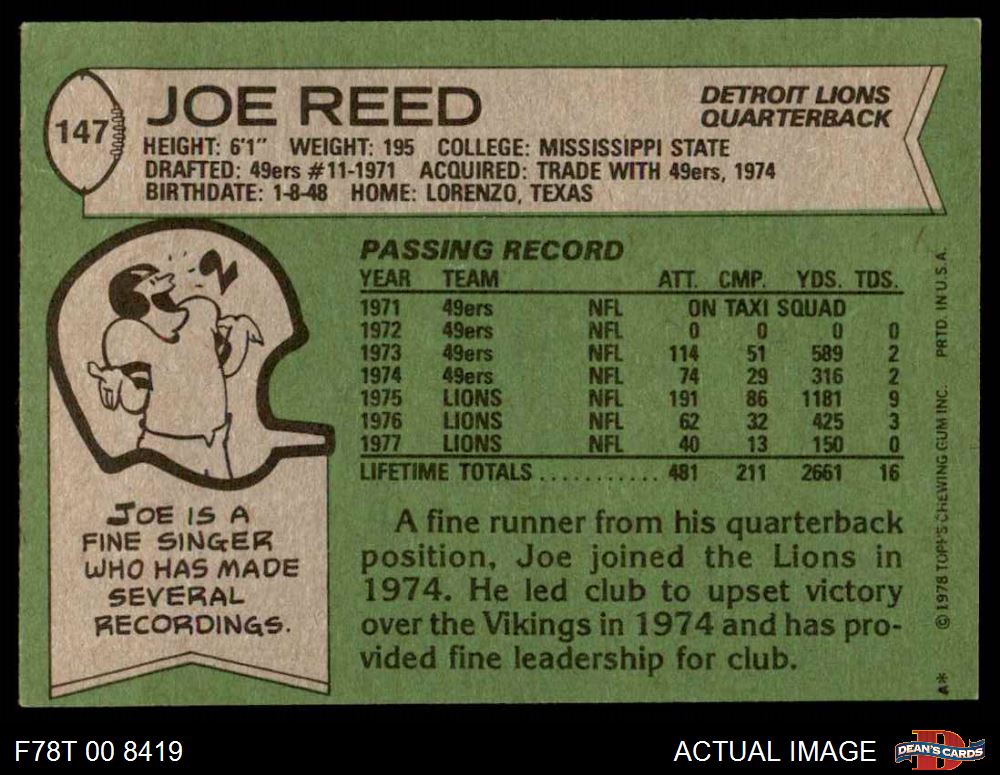 147
JOE REED
DETROIT LIONS
QUARTERBACK
HEIGHT: 6'1" WEIGHT: 195 COLLEGE: MISSISSIPPI STATE
DRAFTED: 49ers #11-1971 ACQUIRED: TRADE WITH 49ers, 1974
BIRTHDATE: 1-8-48 HOME: LORENZO, TEXAS
PASSING RECORD
YEAR TEAM ATT. CMP. YDS. TDS.
1971 49ers NFL ON TAXI SQUAD
1972 49ers NFL 0 0 0 0
1973 49ers NFL 114 51 589 2
1974 49ers NFL 74 29 316 2
1975 LIONS NFL 191 86 1181 9
1976 LIONS NFL 62 32 425 3
1977 LIONS NFL 40 13 150 0
LIFETIME TOTALS ........... 481 211 2661 16
JOE IS A
FINE SINGER
WHO HAS MADE
SEVERAL
RECORDINGS.
A fine runner from his quarterback
position, Joe joined the Lions in
1974. He led club to upset victory
over the Vikings in 1974 and has pro-
vided fine leadership for club.
A* © 1978 TOPPS CHEWING GUM INC. PRTD. IN U.S.A.
F78T 00 8419
ACTUAL IMAGE
D
DEAN'S CARDS